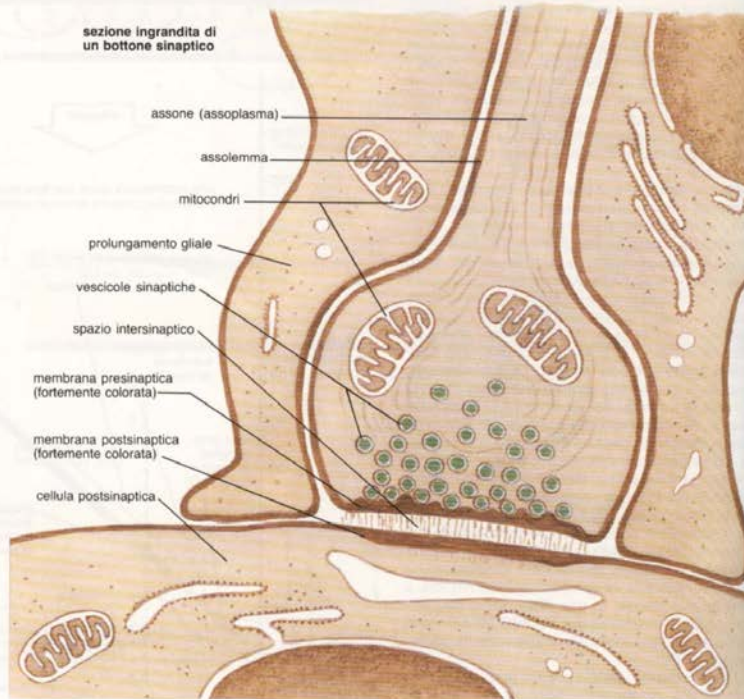 sezione ingrandita di
un bottone sinaptico
assone (assoplasma)
assolemma
mitocondri
prolungamento gliale
vescicole sinaptiche
spazio intersinaptico
membrana presinaptica
(fortemente colorata)
membrana postsinaptica
(fortemente colorata)
cellula postsinaptica